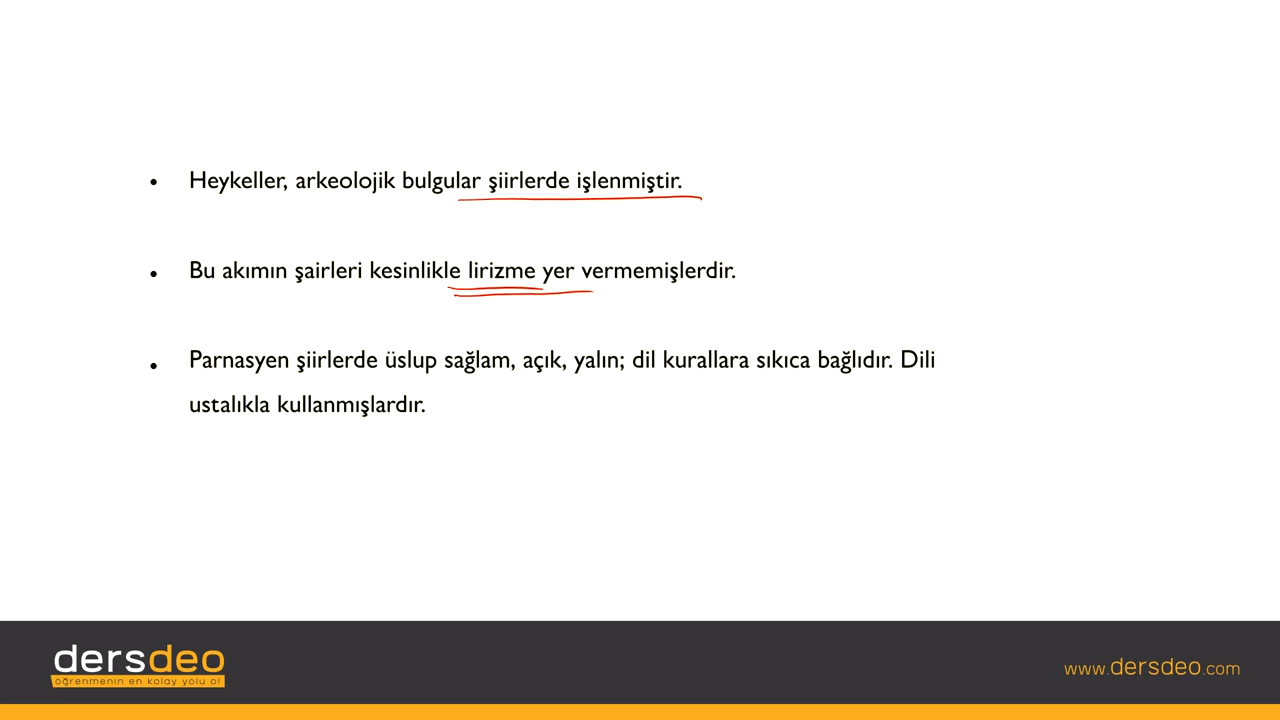 • Heykeller, arkeolojik bulgular şiirlerde işlenmiştir.
• Bu akımın şairleri kesinlikle lirizme yer vermemişlerdir.
• Parnasyen şiirlerde üslup sağlam, açık, yalın; dil kurallara sıkıca bağlıdır. Dili
ustalıkla kullanmışlardır.
dersdeo
öğrenmenin en kolay yolu o!
www.dersdeo.com